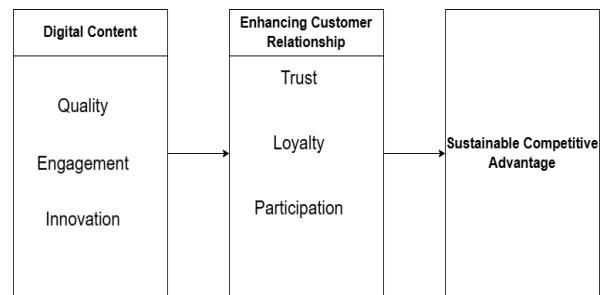 Digital Content
Quality
Engagement
Innovation
Enhancing Customer
Relationship
Trust
Loyalty
Participation
Sustainable Competitive
Advantage